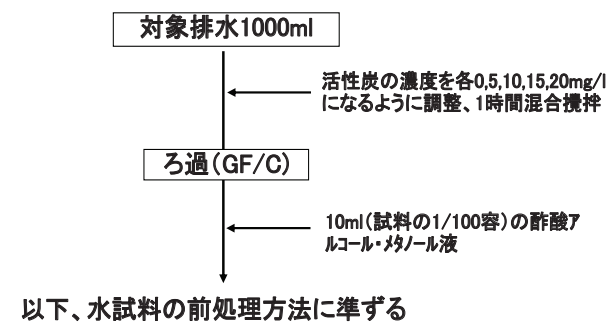 対象排水1000ml
活性炭の濃度を各0,5,10,15,20mg/l
になるように調整、1時間混合攪拌
ろ過(GF/C)
10ml(試料の1/100容)の酢酸ア
ルコール・メタノール液
以下、水試料の前処理方法に準ずる